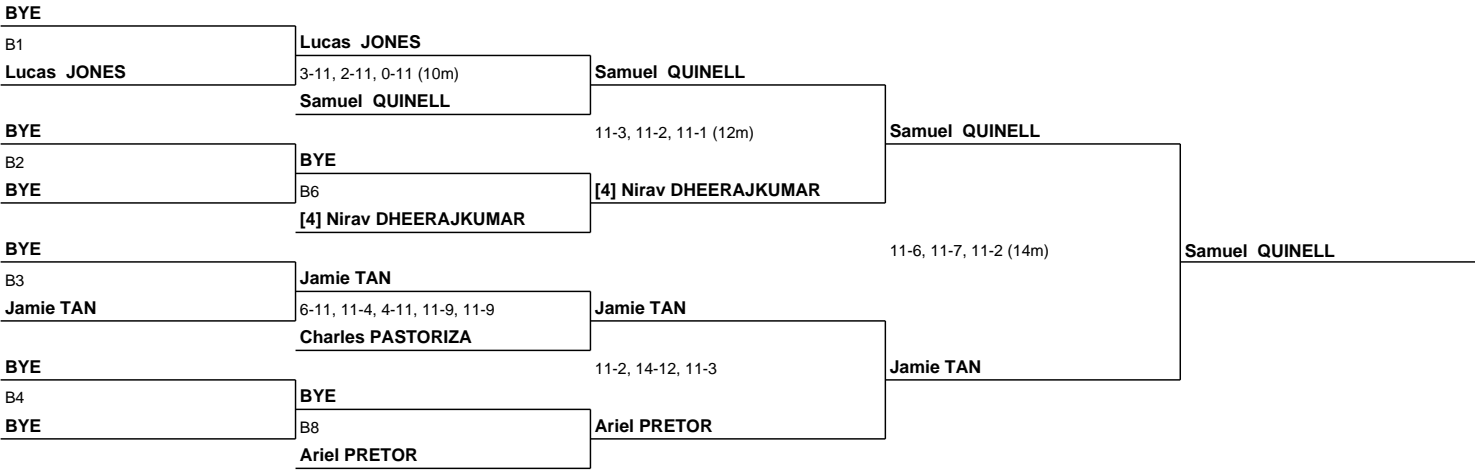 BYE
B1
Lucas JONES
BYE
B2
BYE
BYE
B3
Jamie TAN
BYE
B4
BYE
Lucas JONES
3-11, 2-11, 0-11 (10m)
Samuel QUINELL
BYE
B6
[4] Nirav DHEERAJKUMAR
Jamie TAN
6-11, 11-4, 4-11, 11-9, 11-9
Charles PASTORIZA
BYE
B8
Ariel PRETOR
Samuel QUINELL
11-3, 11-2, 11-1 (12m)
[4] Nirav DHEERAJKUMAR
Jamie TAN
11-2, 14-12, 11-3
Ariel PRETOR
Samuel QUINELL
11-6, 11-7, 11-2 (14m)
Jamie TAN
Samuel QUINELL